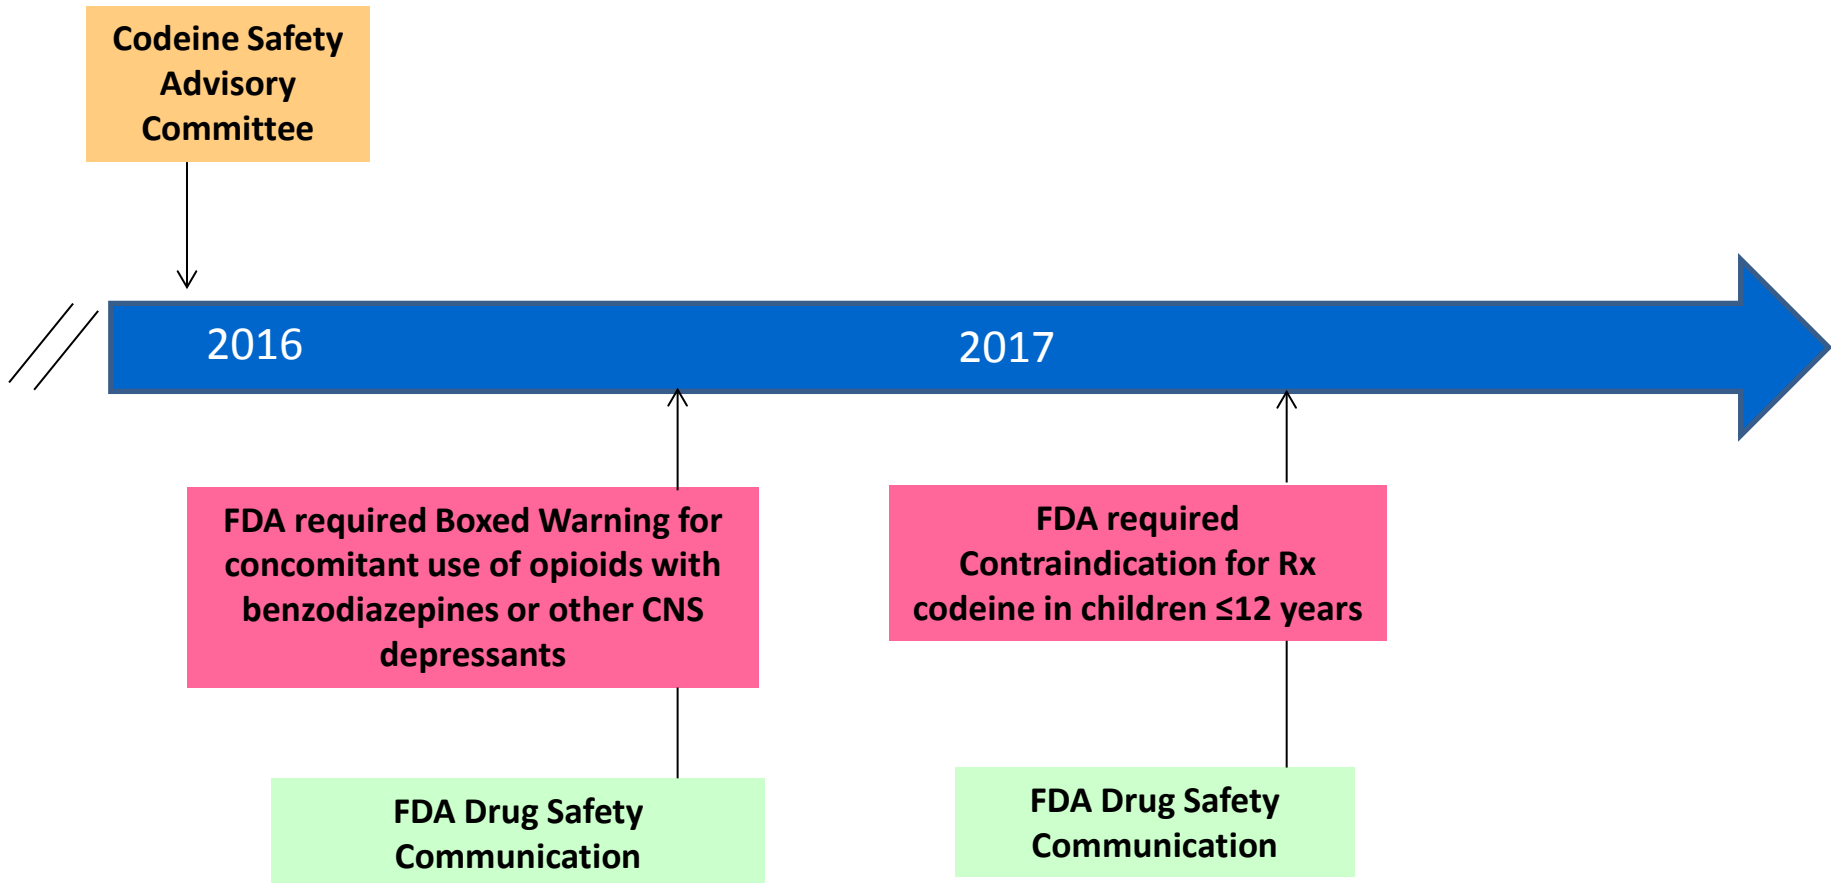 Codeine Safety
Advisory
Committee
2016
2017
FDA required Boxed Warning for
concomitant use of opioids with
benzodiazepines or other CNS
depressants
FDA required
Contraindication for Rx
codeine in children ≤12 years
FDA Drug Safety
Communication
FDA Drug Safety
Communication